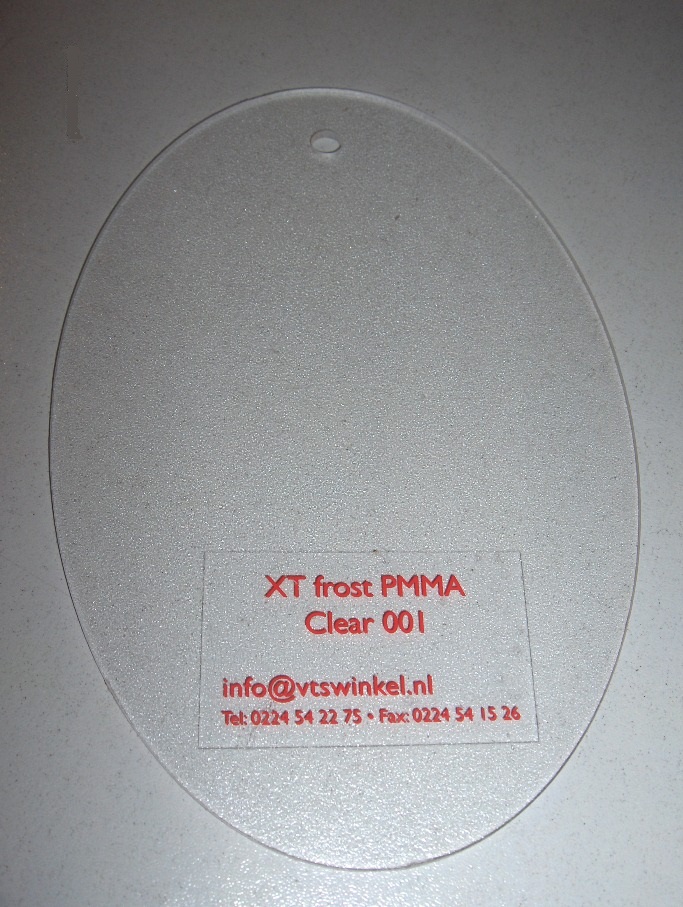 XT frost PMMA
Clear 001
info@vtswinkel.nl
Tel: 0224 54 22 75 • Fax: 0224 54 15 26